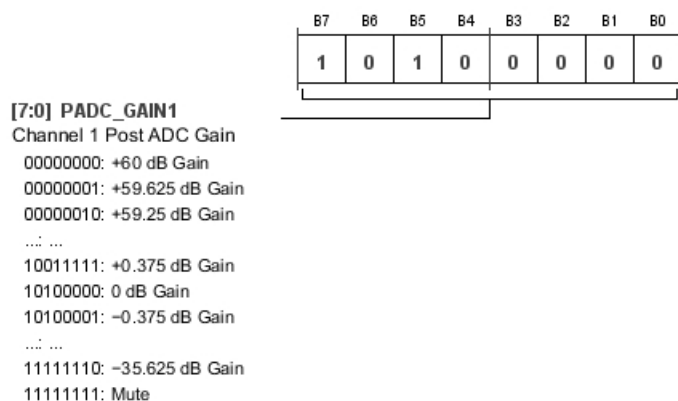 B7 B6 B5 B4 B3 B2 B1 B0
1 0 1 0 0 0 0 0
[7:0] PADC_GAIN1
Channel 1 Post ADC Gain
00000000: +60 dB Gain
00000001: +59.625 dB Gain
00000010: +59.25 dB Gain
...: ...
10011111: +0.375 dB Gain
10100000: 0 dB Gain
10100001: −0.375 dB Gain
...: ...
11111110: −35.625 dB Gain
11111111: Mute